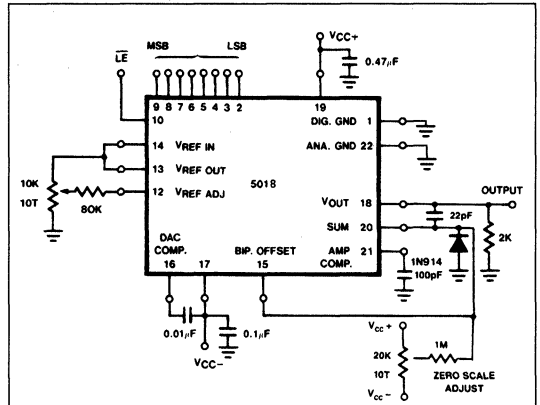 VCC+
MSB LSB
LE
0.47µF
9 8 7 6 5 4 3 2
19
10
DIG. GND 1
14 VREF IN
ANA. GND 22
13 VREF OUT
5018
10K
10T
80K
12 VREF ADJ
VOUT 18
OUTPUT
22pF
SUM 20
2K
DAC
COMP.
BIP. OFFSET
AMP
COMP.
21
1N914
100pF
16 17 15
0.01µF
0.1µF
VCC-
VCC+
20K
10T
1M
ZERO SCALE
ADJUST
VCC-